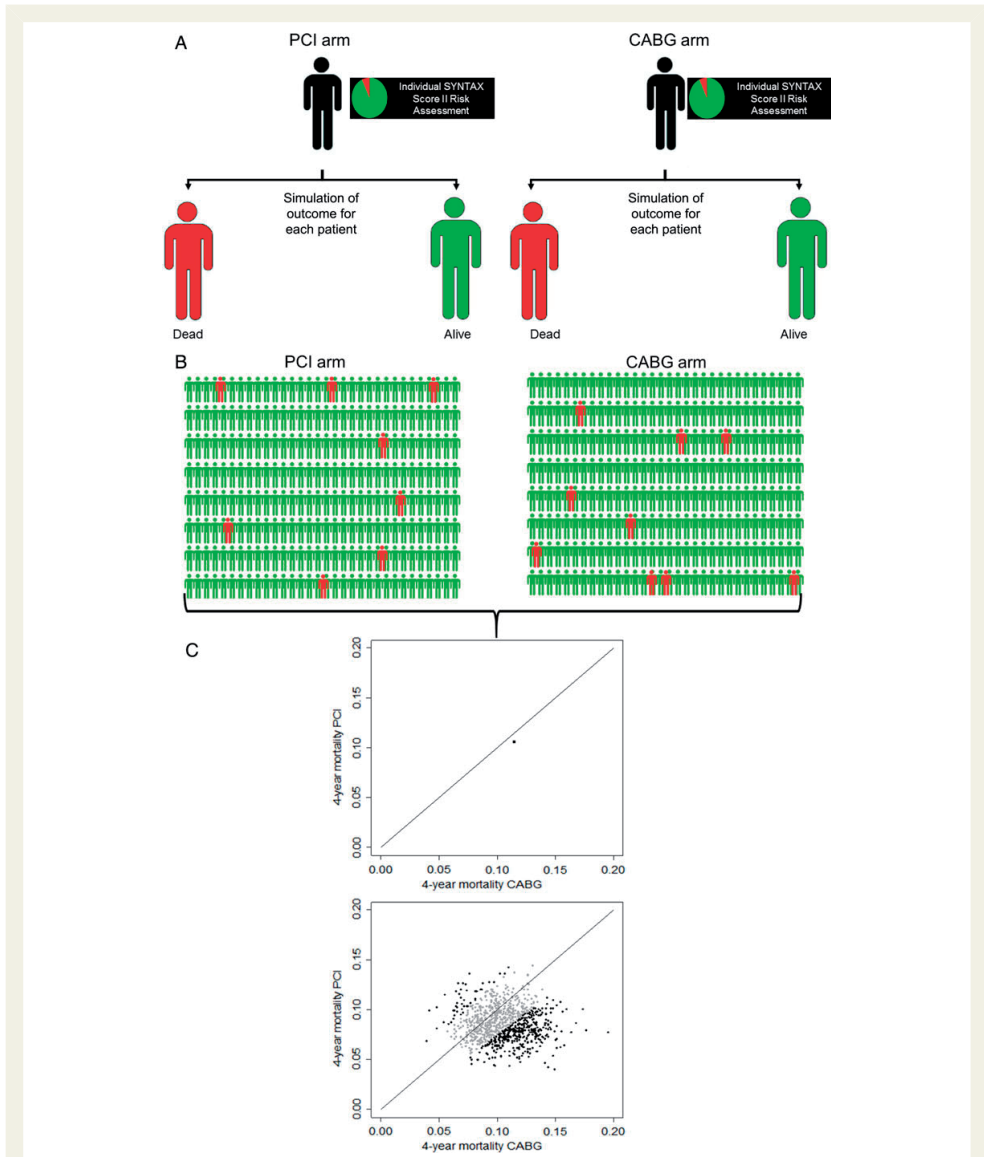 A
PCI arm
CABG arm
Individual SYNTAX
Score II Risk
Assessment
Individual SYNTAX
Score II Risk
Assessment
Simulation of
outcome for
each patient
Simulation of
outcome for
each patient
Dead
Alive
Dead
Alive
B
PCI arm
CABG arm
C
4-year mortality PCI
0.20
0.15
0.10
0.05
0.00
0.00 0.05 0.10 0.15 0.20
4-year mortality CABG
4-year mortality PCI
0.20
0.15
0.10
0.05
0.00
0.00 0.05 0.10 0.15 0.20
4-year mortality CABG